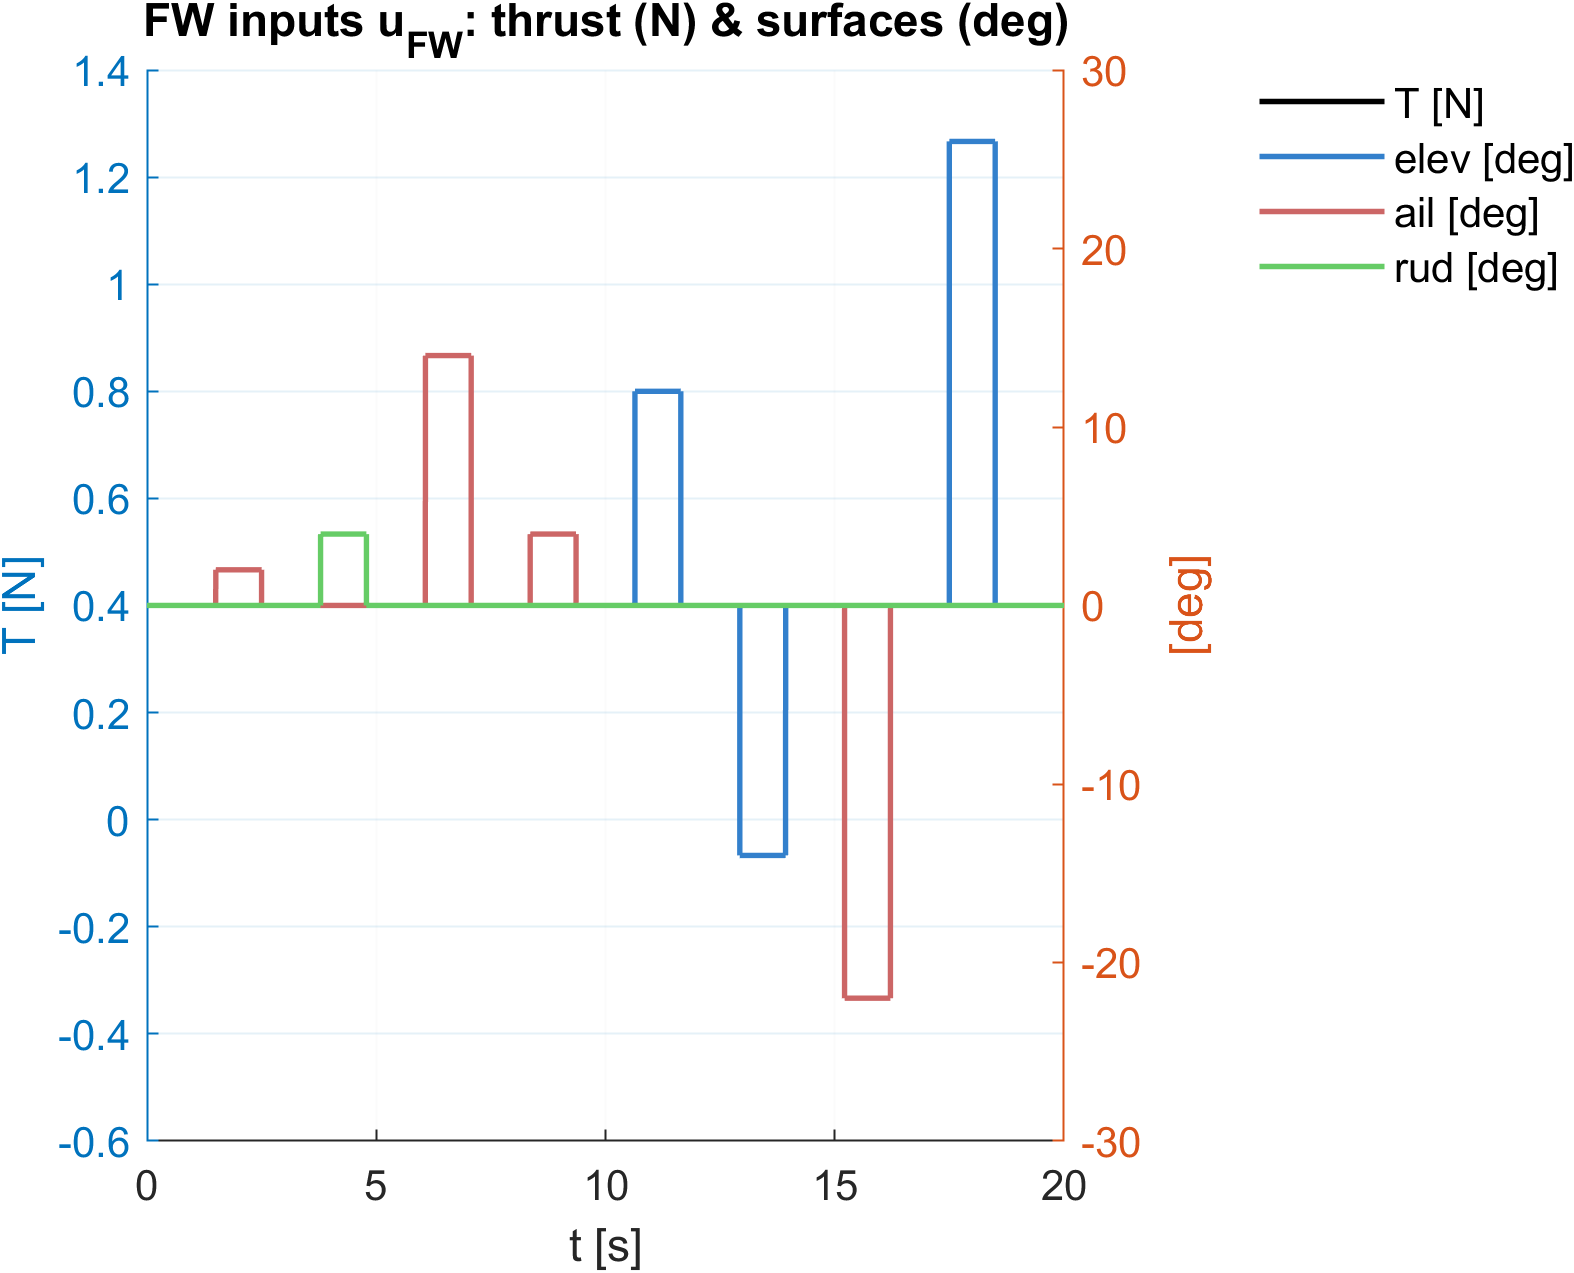 FW inputs u_FW: thrust (N) & surfaces (deg)
1.4
1.2
1
0.8
0.6
0.4
0.2
0
-0.2
-0.4
-0.6
T [N]
30
20
10
0
-10
-20
-30
[deg]
0 5 10 15 20
t [s]
T [N]
elev [deg]
ail [deg]
rud [deg]